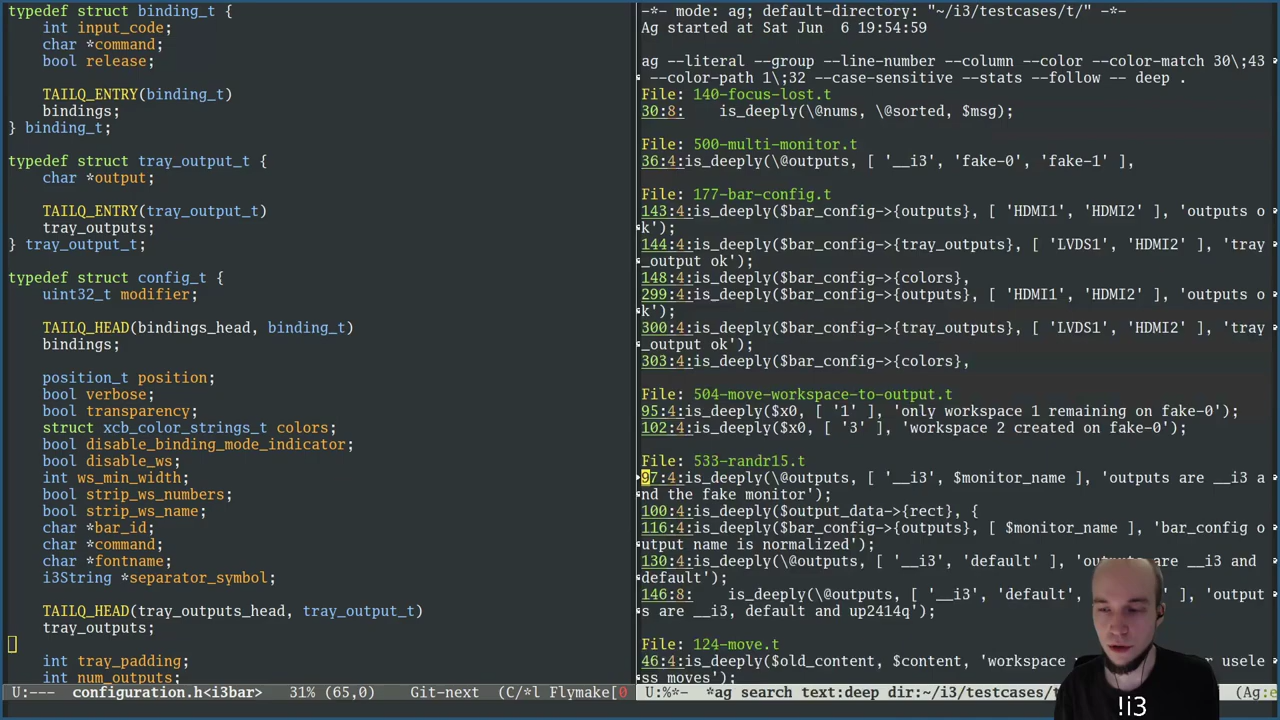 typedef struct binding_t {
    int input_code;
    char *command;
    bool release;

    TAILQ_ENTRY(binding_t)
    bindings;
} binding_t;

typedef struct tray_output_t {
    char *output;

    TAILQ_ENTRY(tray_output_t)
    tray_outputs;
} tray_output_t;

typedef struct config_t {
    uint32_t modifier;

    TAILQ_HEAD(bindings_head, binding_t)
    bindings;

    position_t position;
    bool verbose;
    bool transparency;
    struct xcb_color_strings_t colors;
    bool disable_binding_mode_indicator;
    bool disable_ws;
    int ws_min_width;
    bool strip_ws_numbers;
    bool strip_ws_name;
    char *bar_id;
    char *command;
    char *fontname;
    i3String *separator_symbol;

    TAILQ_HEAD(tray_outputs_head, tray_output_t)
    tray_outputs;

    int tray_padding;
    int num_outputs;
U:---  configuration.h<i3bar>   31% (65,0)     Git-next  (C/*l Flymake[0
-*- mode: ag; default-directory: "~/i3/testcases/t/" -*-
Ag started at Sat Jun  6 19:54:59

ag --literal --group --line-number --column --color --color-match 30\;43
 --color-path 1\;32 --case-sensitive --stats --follow -- deep .
File: 140-focus-lost.t
30:8:    is_deeply(\@nums, \@sorted, $msg);

File: 500-multi-monitor.t
36:4:is_deeply(\@outputs, [ '__i3', 'fake-0', 'fake-1' ],

File: 177-bar-config.t
143:4:is_deeply($bar_config->{outputs}, [ 'HDMI1', 'HDMI2' ], 'outputs o
k');
144:4:is_deeply($bar_config->{tray_outputs}, [ 'LVDS1', 'HDMI2' ], 'tray
_output ok');
148:4:is_deeply($bar_config->{colors},
299:4:is_deeply($bar_config->{outputs}, [ 'HDMI1', 'HDMI2' ], 'outputs o
k');
300:4:is_deeply($bar_config->{tray_outputs}, [ 'LVDS1', 'HDMI2' ], 'tray
_output ok');
303:4:is_deeply($bar_config->{colors},

File: 504-move-workspace-to-output.t
95:4:is_deeply($x0, [ '1' ], 'only workspace 1 remaining on fake-0');
102:4:is_deeply($x0, [ '3' ], 'workspace 2 created on fake-0');

File: 533-randr15.t
97:4:is_deeply(\@outputs, [ '__i3', $monitor_name ], 'outputs are __i3 a
nd the fake monitor');
100:4:is_deeply($output_data->{rect}, {
116:4:is_deeply($bar_config->{outputs}, [ $monitor_name ], 'bar_config o
utput name is normalized');
130:4:is_deeply(\@outputs, [ '__i3', 'default' ], 'outputs are __i3 and
default');
146:8:    is_deeply(\@outputs, [ '__i3', 'default', ' ], 'output
s are __i3, default and up2414q');

File: 124-move.t
46:4:is_deeply($old_content, $content, 'workspace r usele
ss moves');
U:%*-  *ag search text:deep dir:~/i3/testcases/t (Ag:e
!i3